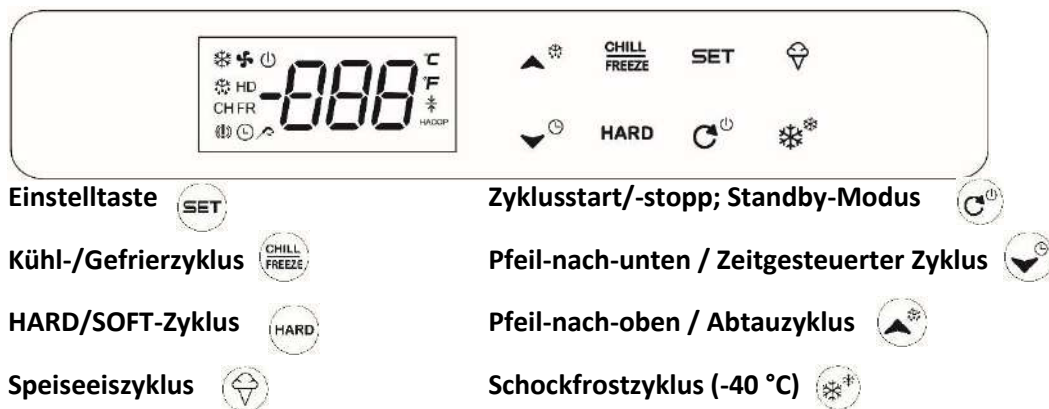 °C CHILL
FREEZE SET
HD -888 °F
CH FR
HACCP HARD
Einstelltaste SET Zyklusstart/-stopp; Standby-Modus
Kühl-/Gefrierzyklus CHILL
FREEZE Pfeil-nach-unten / Zeitgesteuerter Zyklus
HARD/SOFT-Zyklus HARD Pfeil-nach-oben / Abtauzyklus
Speiseeiszyklus Schockfrostzyklus (-40 °C)